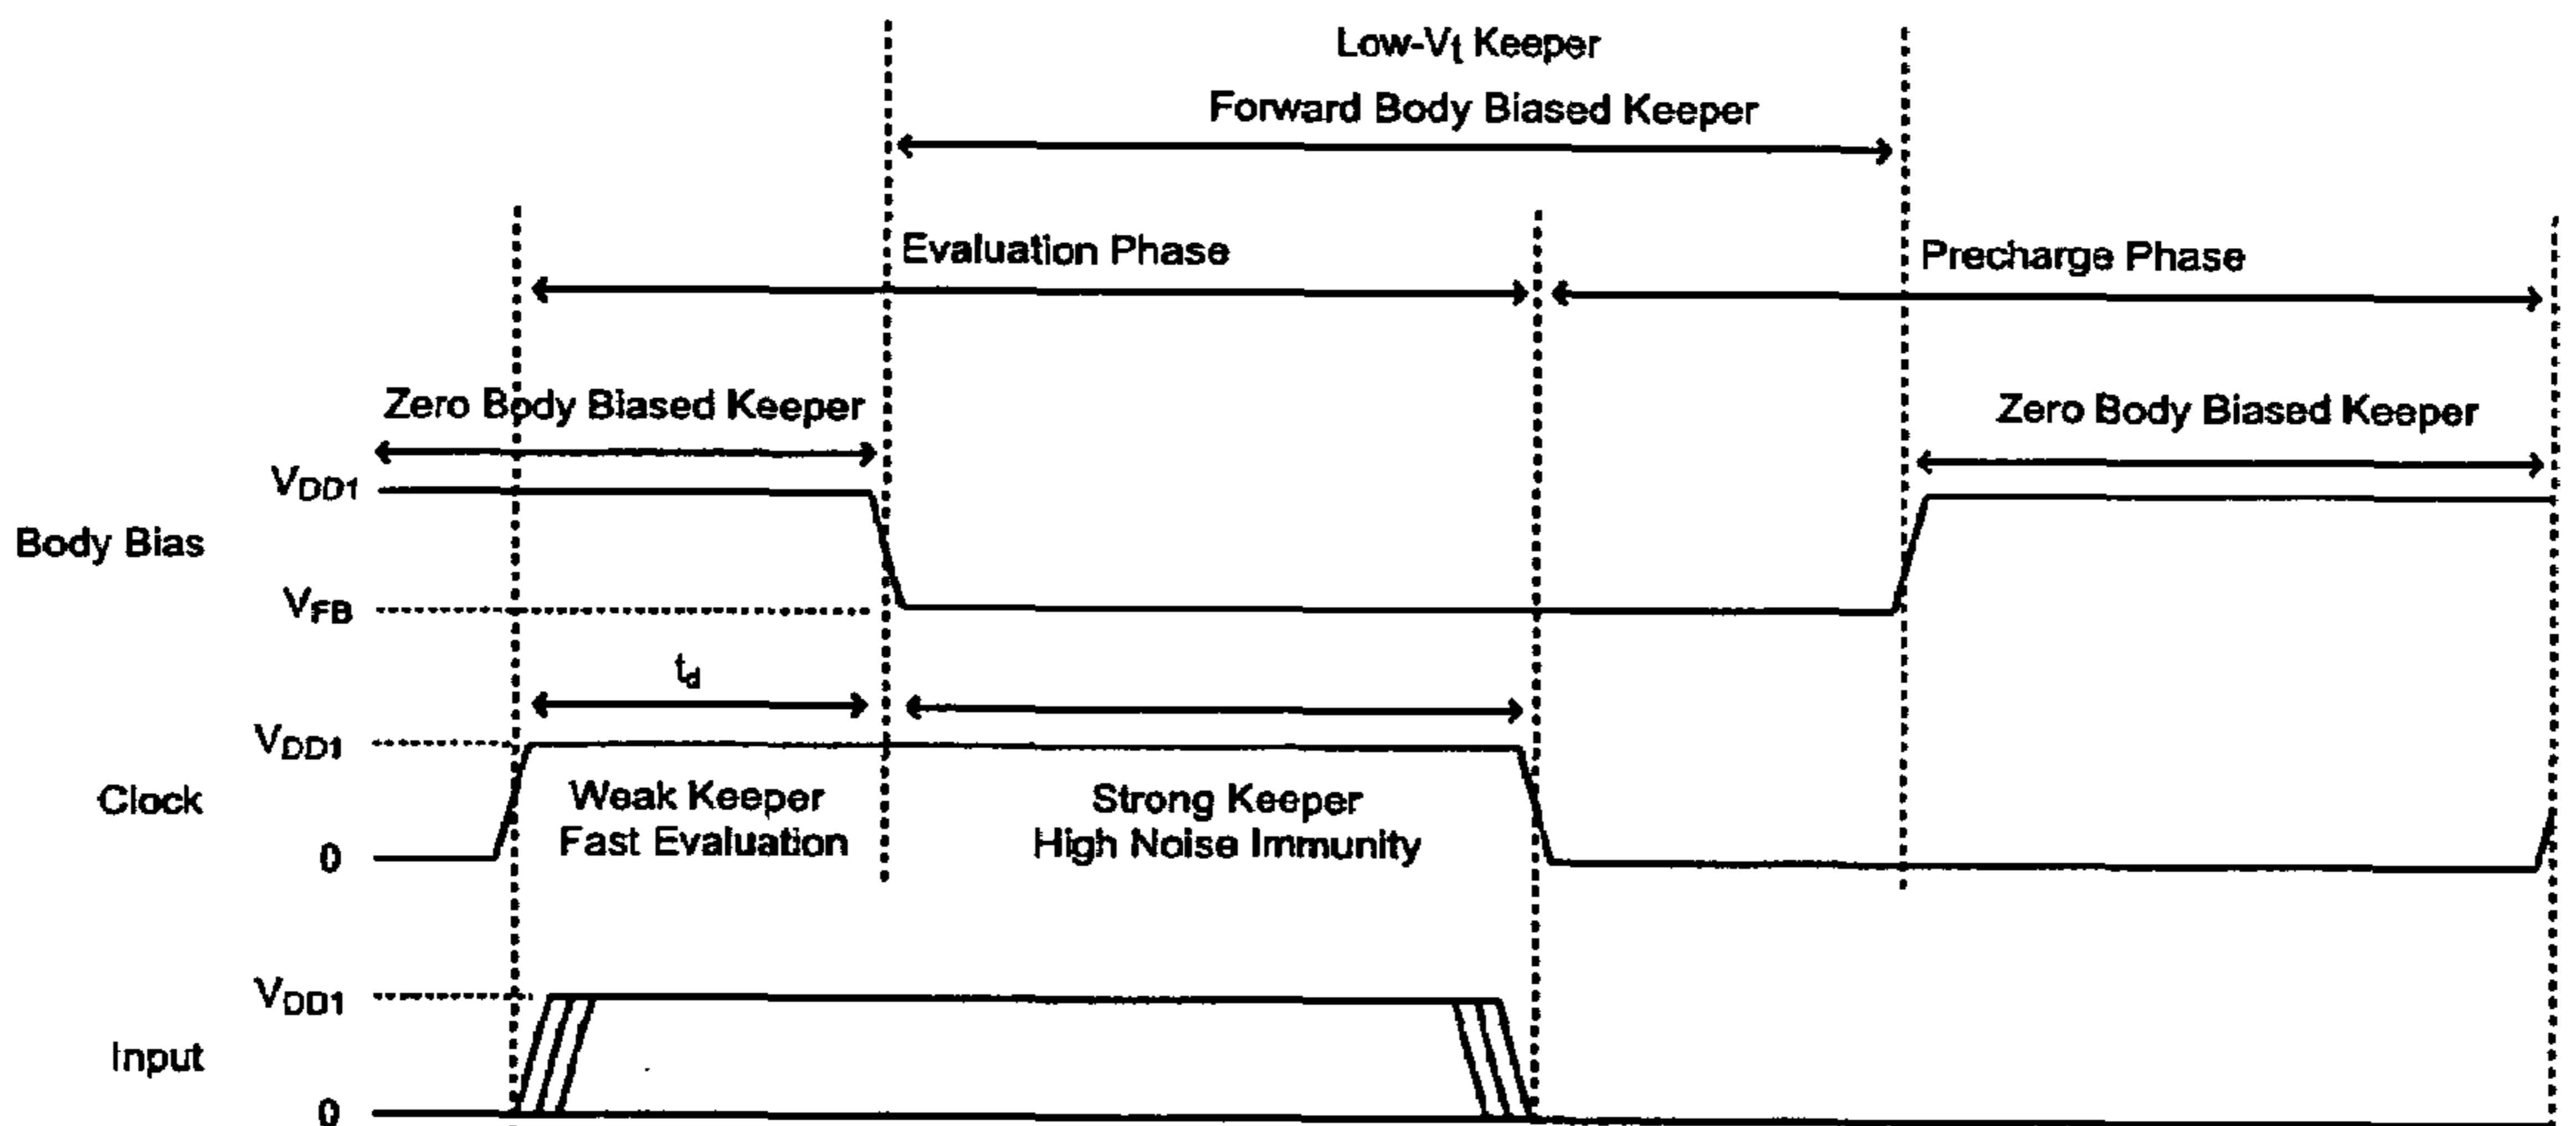 Low-Vt Keeper
Forward Body Biased Keeper
Evaluation Phase
Precharge Phase
Zero Body Biased Keeper
Zero Body Biased Keeper
VDD1
Body Bias
VFB
td
VDD1
Clock
0
Weak Keeper
Fast Evaluation
Strong Keeper
High Noise Immunity
VDD1
Input
0